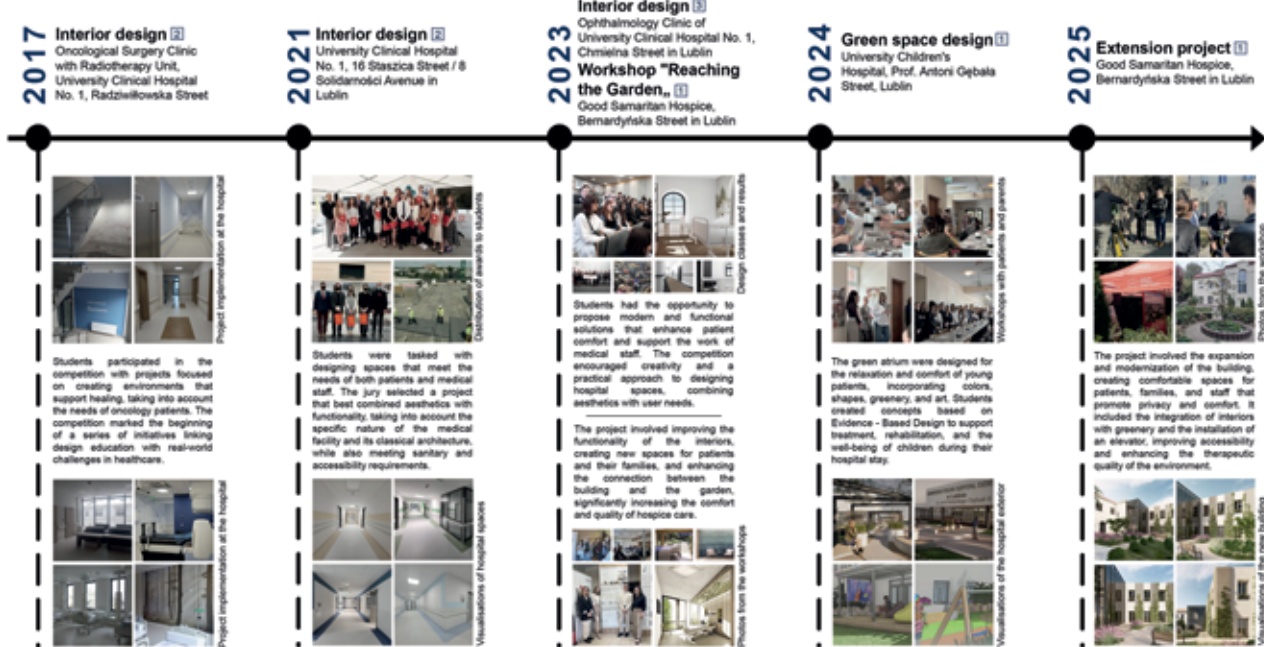 2017
Interior design 2
Oncological Surgery Clinic
with Radiotherapy Unit,
University Clinical Hospital
No. 1, Radziwiłłowska Street
Project implementation at the hospital
Students participated in the
competition with projects focused
on creating environments that
support healing, taking into account
the needs of oncology patients. The
competition marked the beginning
of a series of initiatives linking
design education with real-world
challenges in healthcare.
Project implementation at the hospital
2021
Interior design 2
University Clinical Hospital
No. 1, 16 Staszica Street / 8
Solidarności Avenue in
Lublin
Distribution of awards to students
Students were tasked with
designing spaces that meet the
needs of both patients and medical
staff. The jury selected a project
that best combined aesthetics with
functionality, taking into account the
specific nature of the medical
facility and its classical architecture,
while also meeting sanitary and
accessibility requirements.
Visualisations of hospital spaces
2023
Interior design 3
Ophthalmology Clinic of
University Clinical Hospital No. 1,
Chmielna Street in Lublin
Workshop "Reaching
the Garden„ 1
Good Samaritan Hospice,
Bernardyńska Street in Lublin
Design classes and results
Students had the opportunity to
propose modern and functional
solutions that enhance patient
comfort and support the work of
medical staff. The competition
encouraged creativity and a
practical approach to designing
hospital spaces, combining
aesthetics with user needs.
The project involved improving the
functionality of the interiors,
creating new spaces for patients
and their families, and enhancing
the connection between the
building and the garden,
significantly increasing the comfort
and quality of hospice care.
Photos from the workshops
2024
Green space design 1
University Children's
Hospital, Prof. Antoni Gębala
Street, Lublin
Workshops with patients and parents
The green atrium were designed for
the relaxation and comfort of young
patients, incorporating colors,
shapes, greenery, and art. Students
created concepts based on
Evidence - Based Design to support
treatment, rehabilitation, and the
well-being of children during their
hospital stay.
Visualisations of the hospital exterior
2025
Extension project 1
Good Samaritan Hospice,
Bernardyńska Street in Lublin
Photos from the workshop
The project involved the expansion
and modernization of the building,
creating comfortable spaces for
patients, families, and staff that
promote privacy and comfort. It
included the integration of interiors
with greenery and the installation of
an elevator, improving accessibility
and enhancing the therapeutic
quality of the environment.
Visualisations of the new building